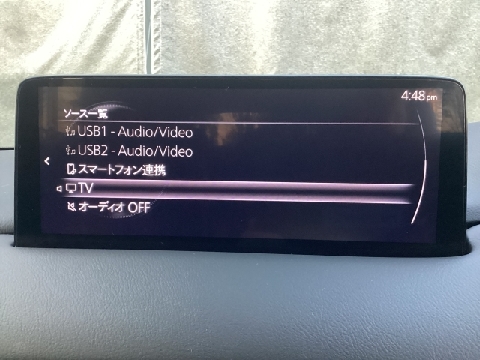 4:48pm
ソース一覧
USB1 - Audio/Video
USB2 - Audio/Video
スマートフォン連携
TV
オーディオ OFF